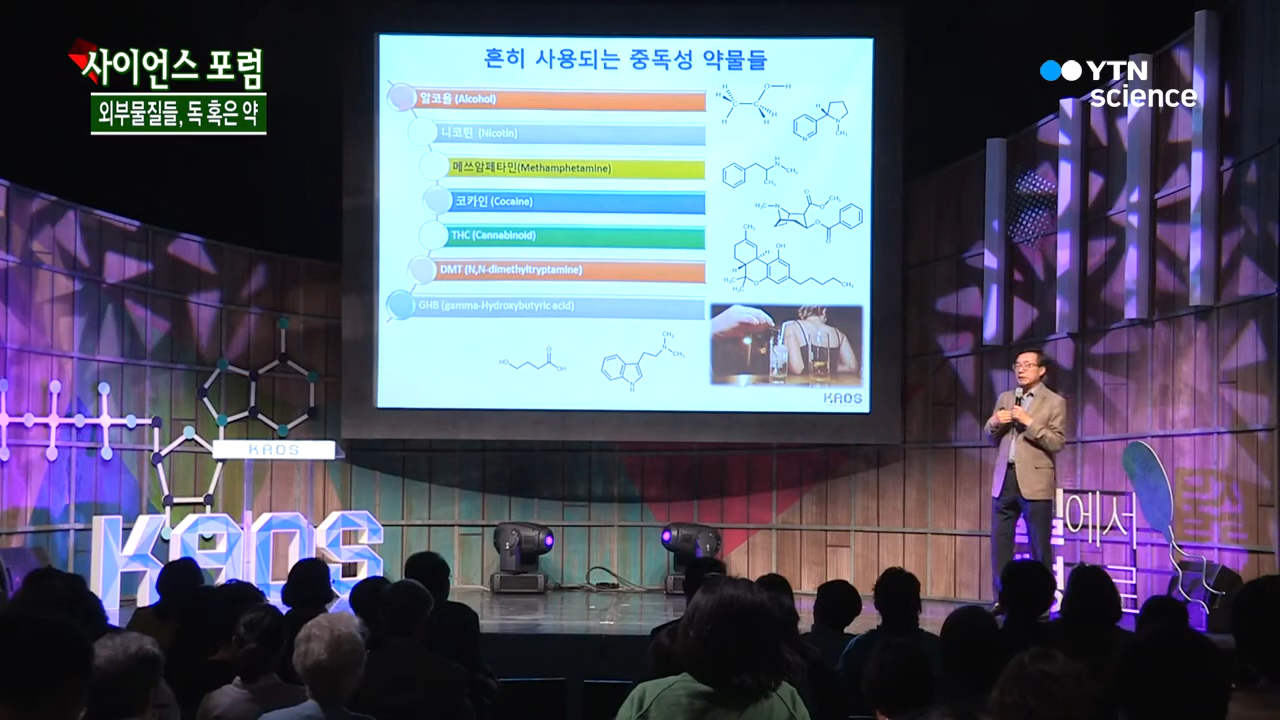 사이언스 포럼
외부물질들, 독 혹은 약
YTN
science
흔히 사용되는 중독성 약물들
알코올 (Alcohol)
니코틴 (Nicotin)
메쓰암페타민(Methamphetamine)
코카인 (Cocaine)
THC (Cannabinoid)
DMT (N,N-dimethyltryptamine)
GHB (gamma-Hydroxybutyric acid)
KAOS
KAOS
KAOS
에서